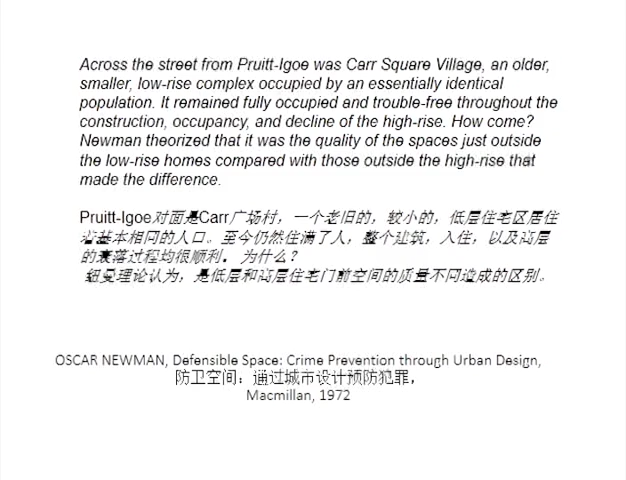 Across the street from Pruitt-Igoe was Carr Square Village, an older,
smaller, low-rise complex occupied by an essentially identical
population. It remained fully occupied and trouble-free throughout the
construction, occupancy, and decline of the high-rise. How come?
Newman theorized that it was the quality of the spaces just outside
the low-rise homes compared with those outside the high-rise that
made the difference.
Pruitt-Igoe对面是Carr广场村，一个老旧的，较小的，低层住宅区居住
着基本相同的人口。至今仍然住满了人，整个建筑，入住，以及高层
的衰落过程均很顺利。为什么？
纽曼理论认为，是低层和高层住宅门前空间的质量不同造成的区别。
OSCAR NEWMAN, Defensible Space: Crime Prevention through Urban Design,
防卫空间：通过城市设计预防犯罪，
Macmillan, 1972